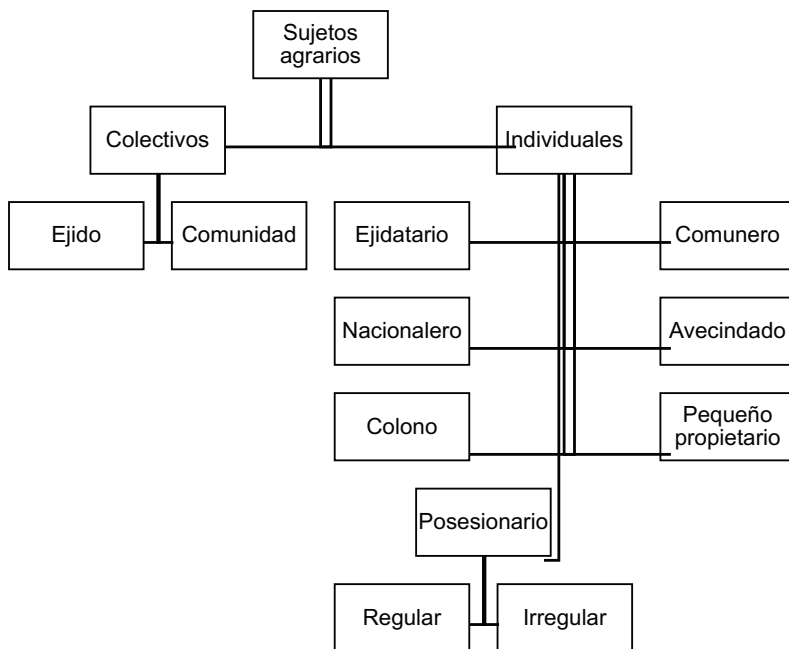 Sujetos
agrarios
Colectivos
Individuales
Ejido
Comunidad
Ejidatario
Comunero
Nacionalero
Avecindado
Colono
Pequeño
propietario
Posesionario
Regular
Irregular